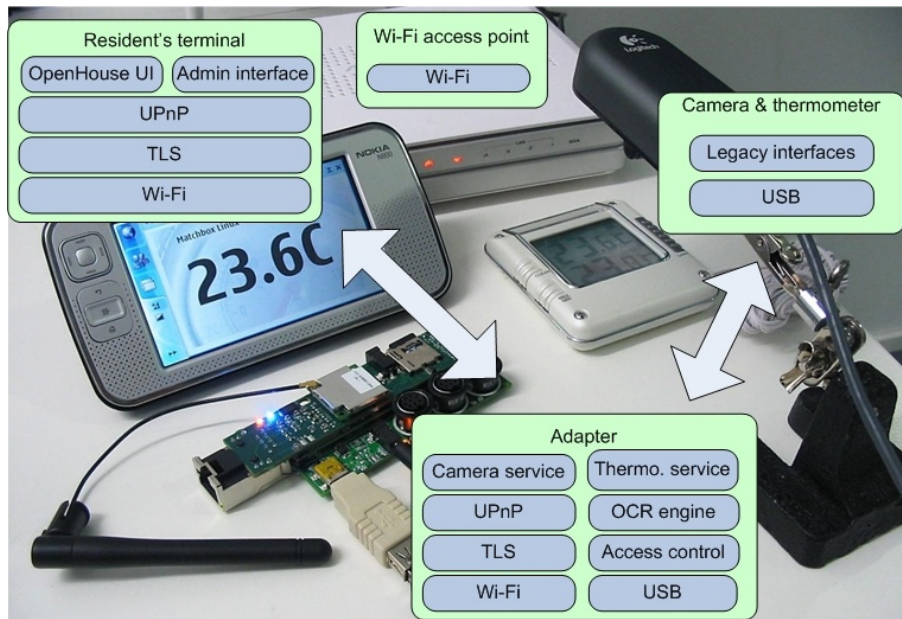 Resident's terminal
OpenHouse UI
Admin interface
UPnP
TLS
Wi-Fi
Wi-Fi access point
Wi-Fi
Logitech
Camera & thermometer
Legacy interfaces
USB
NOKIA
N800
Matchbox Linux
23.6C
Adapter
Camera service
Thermo. service
UPnP
OCR engine
TLS
Access control
Wi-Fi
USB